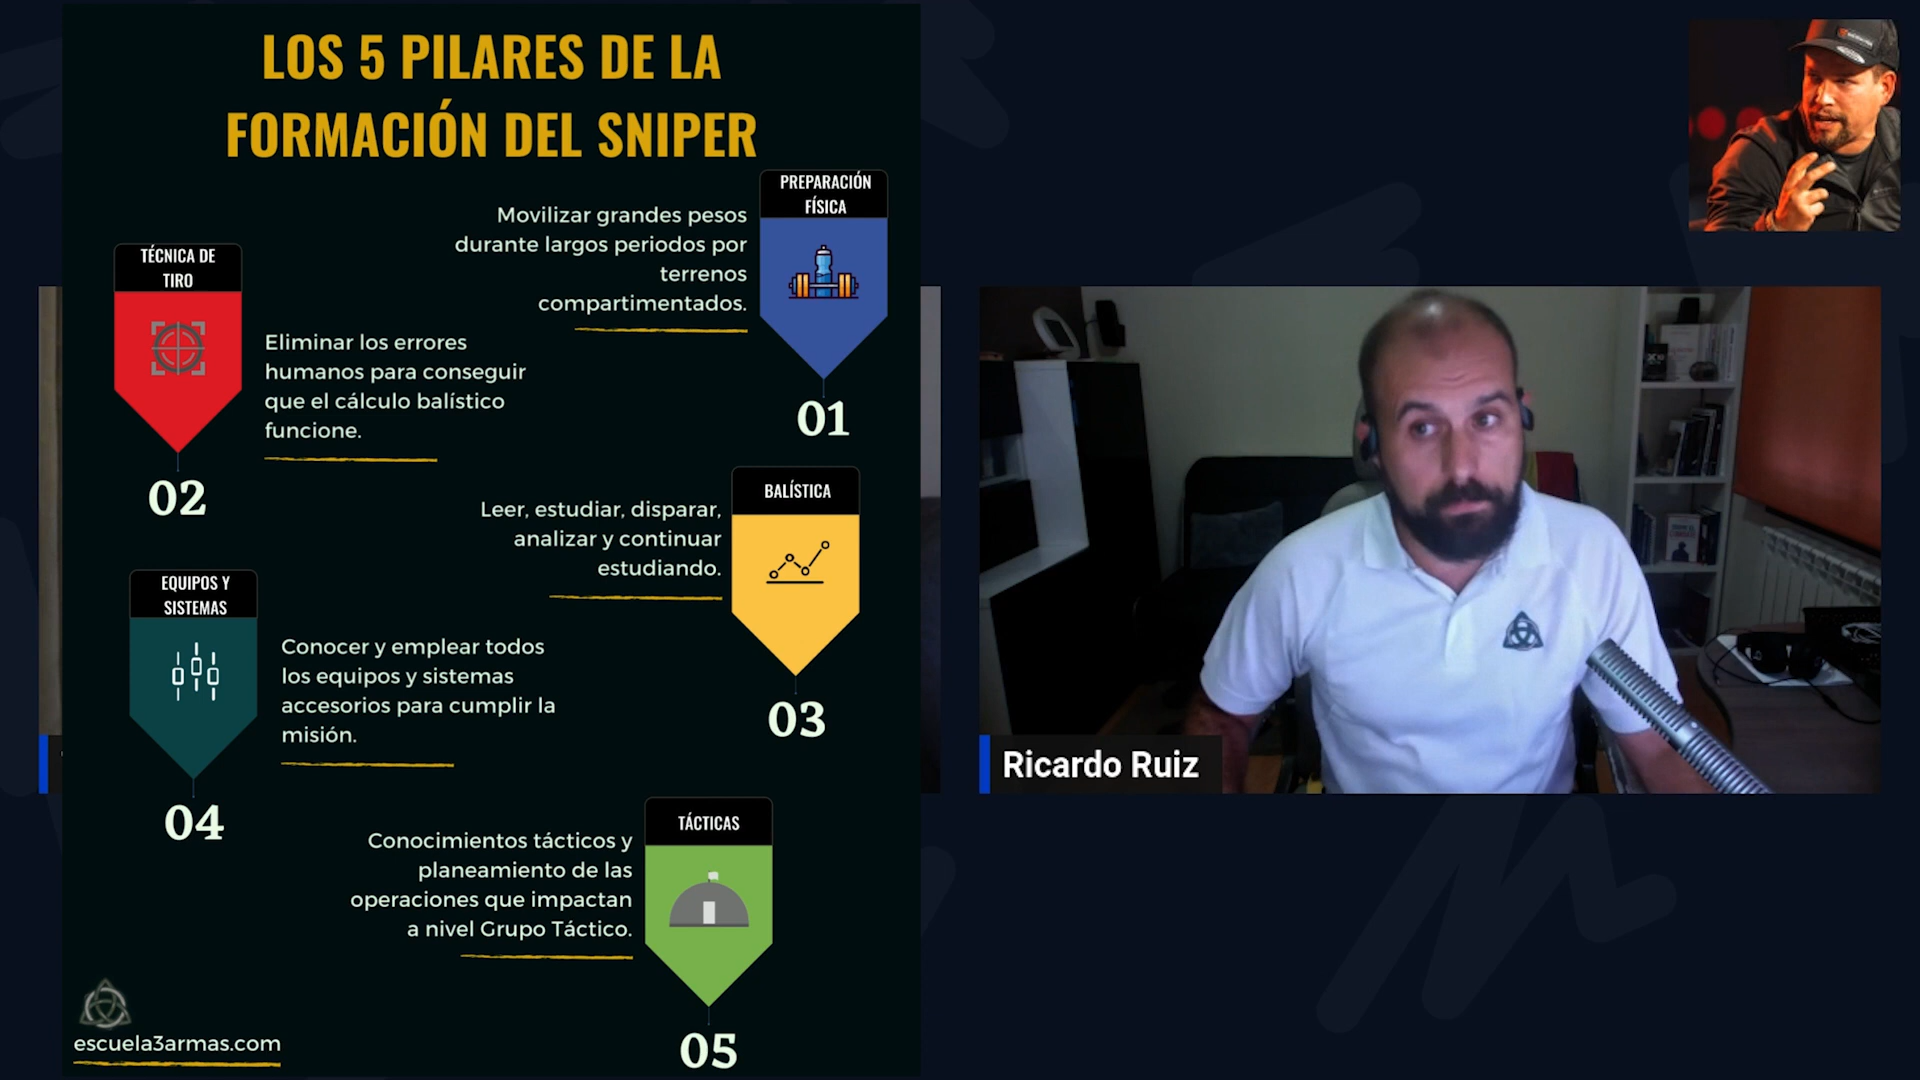 LOS 5 PILARES DE LA
FORMACIÓN DEL SNIPER
PREPARACIÓN
FÍSICA
Movilizar grandes pesos
durante largos periodos por
terrenos
compartimentados.
01
TÉCNICA DE
TIRO
Eliminar los errores
humanos para conseguir
que el cálculo balístico
funcione.
02
BALÍSTICA
Leer, estudiar, disparar,
analizar y continuar
estudiando.
03
EQUIPOS Y
SISTEMAS
Conocer y emplear todos
los equipos y sistemas
accesorios para cumplir la
misión.
04
TÁCTICAS
Conocimientos tácticos y
planeamiento de las
operaciones que impactan
a nivel Grupo Táctico.
05
escuela3armas.com
Ricardo Ruiz